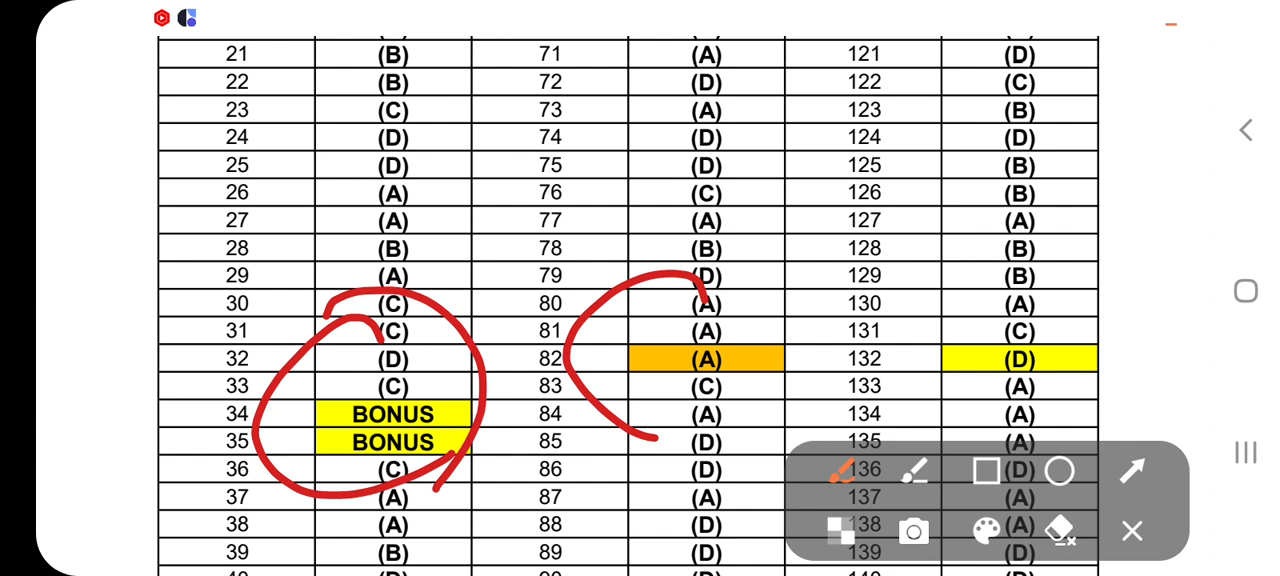 21 (B) 71 (A) 121 (D)
22 (B) 72 (D) 122 (C)
23 (C) 73 (A) 123 (B)
24 (D) 74 (D) 124 (D)
25 (D) 75 (D) 125 (B)
26 (A) 76 (C) 126 (B)
27 (A) 77 (A) 127 (A)
28 (B) 78 (B) 128 (B)
29 (A) 79 (D) 129 (B)
30 (C) 80 (A) 130 (A)
31 (C) 81 (A) 131 (C)
32 (D) 82 (A) 132 (D)
33 (C) 83 (C) 133 (A)
34 BONUS 84 (A) 134 (A)
35 BONUS 85 (D) 135 (A)
36 (C) 86 (D) 136 (D)
37 (A) 87 (A) 137 (A)
38 (A) 88 (D) 138 (A)
39 (B) 89 (D) 139 (D)